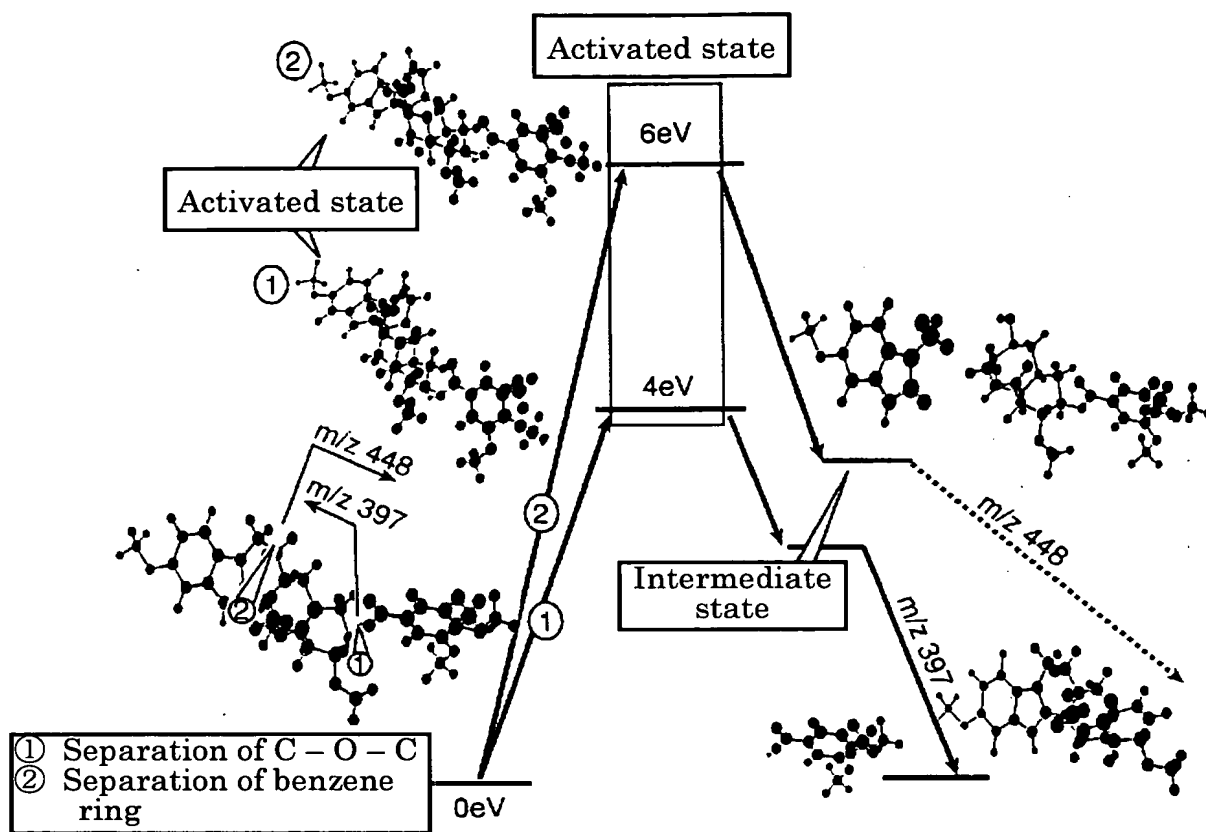 Activated state
②
6eV
Activated state
①
4eV
m/z 448
m/z 397
②
①
②
①
Intermediate
state
m/z 448
m/z 397
① Separation of C – O – C
② Separation of benzene
ring
0eV